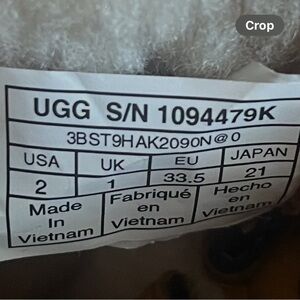 Crop
UGG S/N 1094479K
3BST9HAK2090N@0
USA UK EU JAPAN
2 1 33.5 21
Made In Vietnam
Fabriqué en Vietnam
Hecho en Vietnam